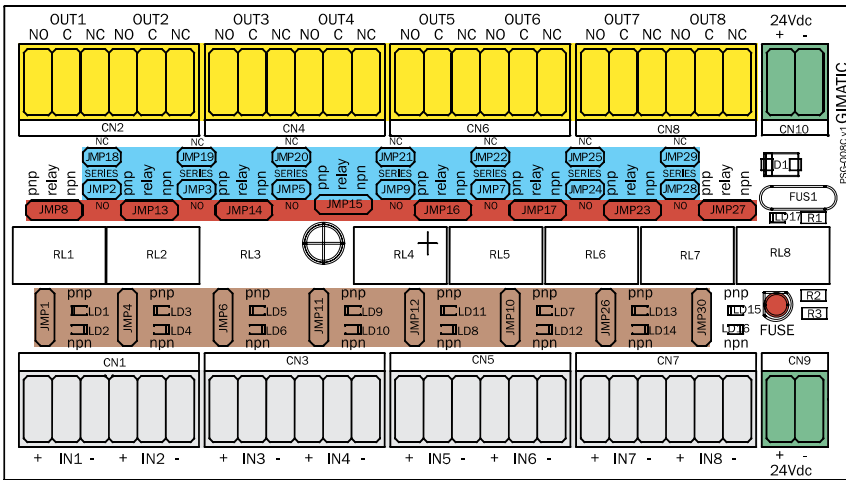 OUT1 OUT2 OUT3 OUT4 OUT5 OUT6 OUT7 OUT8 24Vdc
NO C NC NO C NC NO C NC NO C NC NO C NC NO C NC NO C NC NO C NC + -
CN2 CN4 CN6 CN8 CN10
PSG-008C v1 GIMATIC
NC NC NC NC NC NC NC
JMP18 JMP19 JMP20 JMP21 JMP22 JMP25 JMP29 D1
SERIES SERIES SERIES SERIES SERIES SERIES SERIES
pnp relay npn pnp relay npn pnp relay npn pnp relay npn pnp relay npn pnp relay npn pnp relay npn pnp relay npn
JMP2 JMP3 JMP5 JMP9 JMP7 JMP24 JMP28 FUS1
NO NO NO NO NO NO NO
JMP8 JMP13 JMP14 JMP15 JMP16 JMP17 JMP23 JMP27 LD17 R1
RL1 RL2 RL3 RL4 RL5 RL6 RL7 RL8
pnp pnp pnp pnp pnp pnp pnp pnp
JMP1 JMP4 JMP6 JMP11 JMP12 JMP10 JMP26 JMP30
LD1 LD3 LD5 LD9 LD11 LD7 LD13 LD15 R2
LD2 LD4 LD6 LD10 LD8 LD12 LD14 LD16 R3
npn npn npn npn npn npn npn npn
FUSE
CN1 CN3 CN5 CN7 CN9
+ IN1 - + IN2 - + IN3 - + IN4 - + IN5 - + IN6 - + IN7 - + IN8 - + -
24Vdc